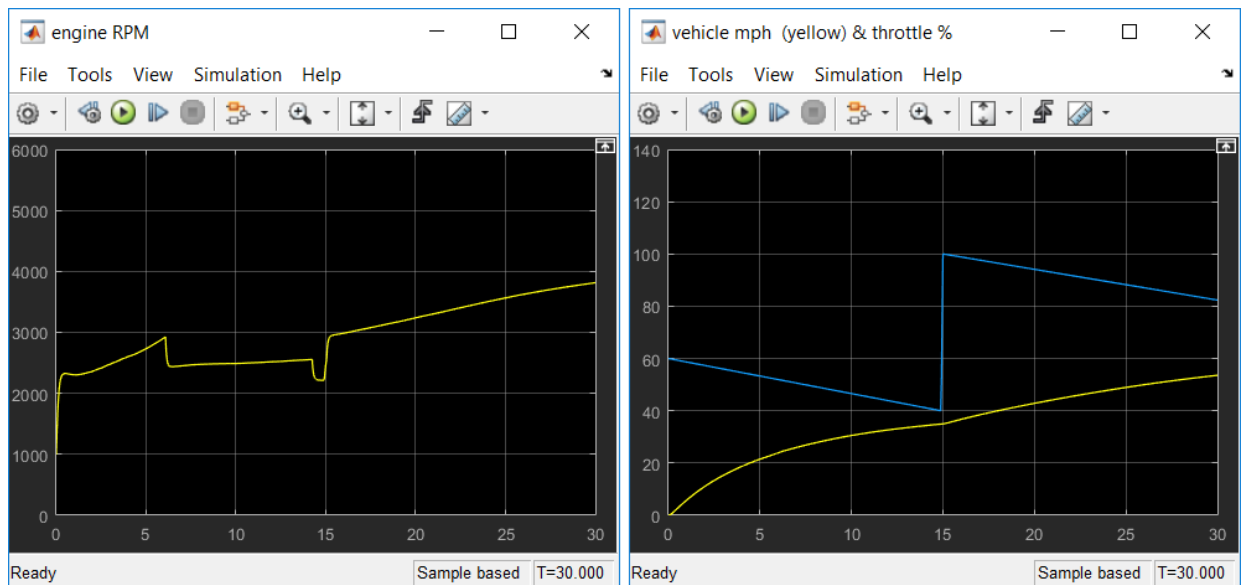 engine RPM
File Tools View Simulation Help
6000
5000
4000
3000
2000
1000
0
0 5 10 15 20 25 30
Ready Sample based T=30.000
vehicle mph (yellow) & throttle %
File Tools View Simulation Help
140
120
100
80
60
40
20
0
0 5 10 15 20 25 30
Ready Sample based T=30.000